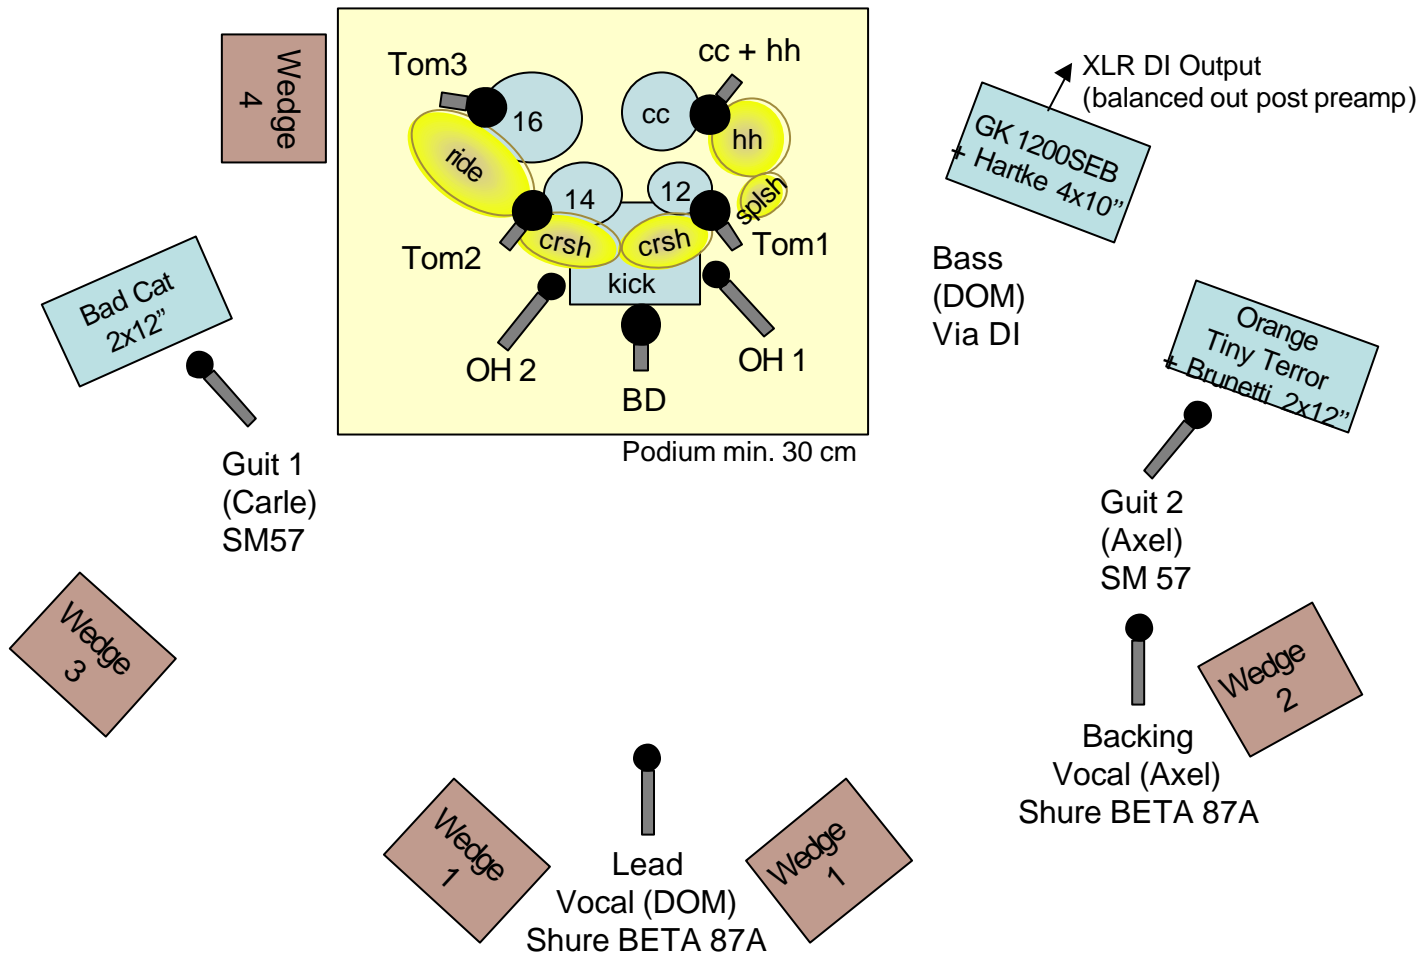 Wedge
4
Tom3
cc + hh
16
cc
hh
ride
14
12
splsh
crsh
crsh
Tom2
Tom1
kick
OH 2
OH 1
BD
Podium min. 30 cm
XLR DI Output
(balanced out post preamp)
GK 1200SEB
+ Hartke 4x10”
Bass
(DOM)
Via DI
Orange
Tiny Terror
+ Brunetti 2x12”
Bad Cat
2x12”
Guit 1
(Carle)
SM57
Guit 2
(Axel)
SM 57
Wedge
3
Wedge
2
Backing
Vocal (Axel)
Shure BETA 87A
Wedge
1
Lead
Vocal (DOM)
Shure BETA 87A
Wedge
1